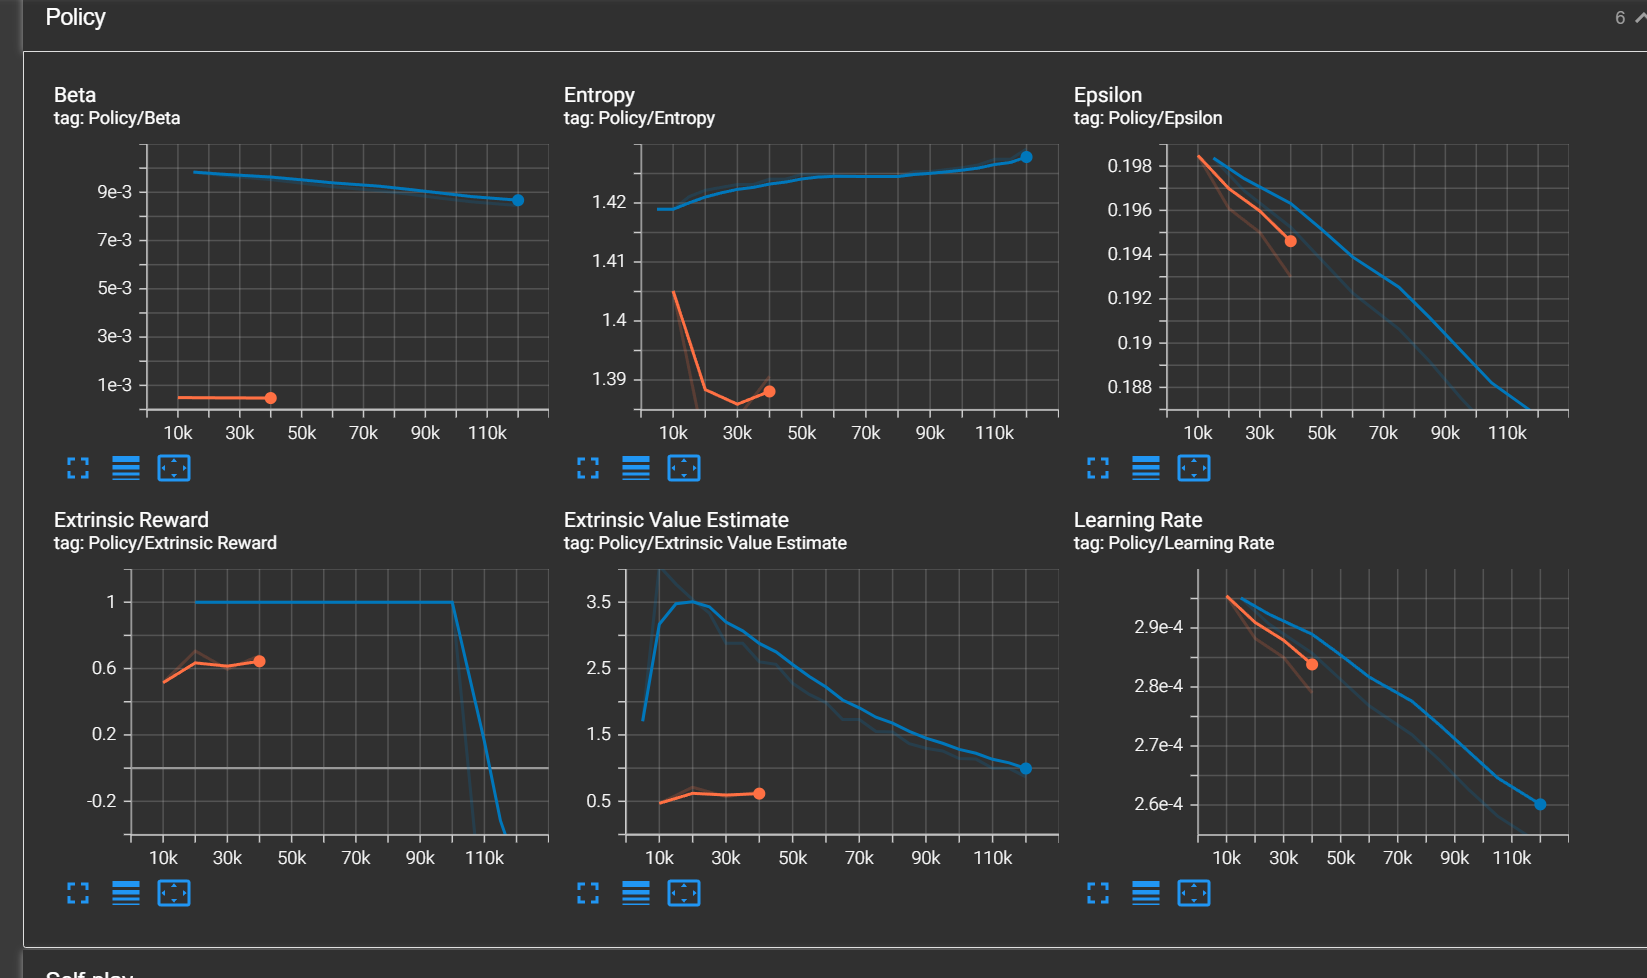 Policy
6
Beta
tag: Policy/Beta
9e-3
7e-3
5e-3
3e-3
1e-3
10k 30k 50k 70k 90k 110k
Entropy
tag: Policy/Entropy
1.42
1.41
1.4
1.39
10k 30k 50k 70k 90k 110k
Epsilon
tag: Policy/Epsilon
0.198
0.196
0.194
0.192
0.19
0.188
10k 30k 50k 70k 90k 110k
Extrinsic Reward
tag: Policy/Extrinsic Reward
1
0.6
0.2
-0.2
10k 30k 50k 70k 90k 110k
Extrinsic Value Estimate
tag: Policy/Extrinsic Value Estimate
3.5
2.5
1.5
0.5
10k 30k 50k 70k 90k 110k
Learning Rate
tag: Policy/Learning Rate
2.9e-4
2.8e-4
2.7e-4
2.6e-4
10k 30k 50k 70k 90k 110k
Self-play